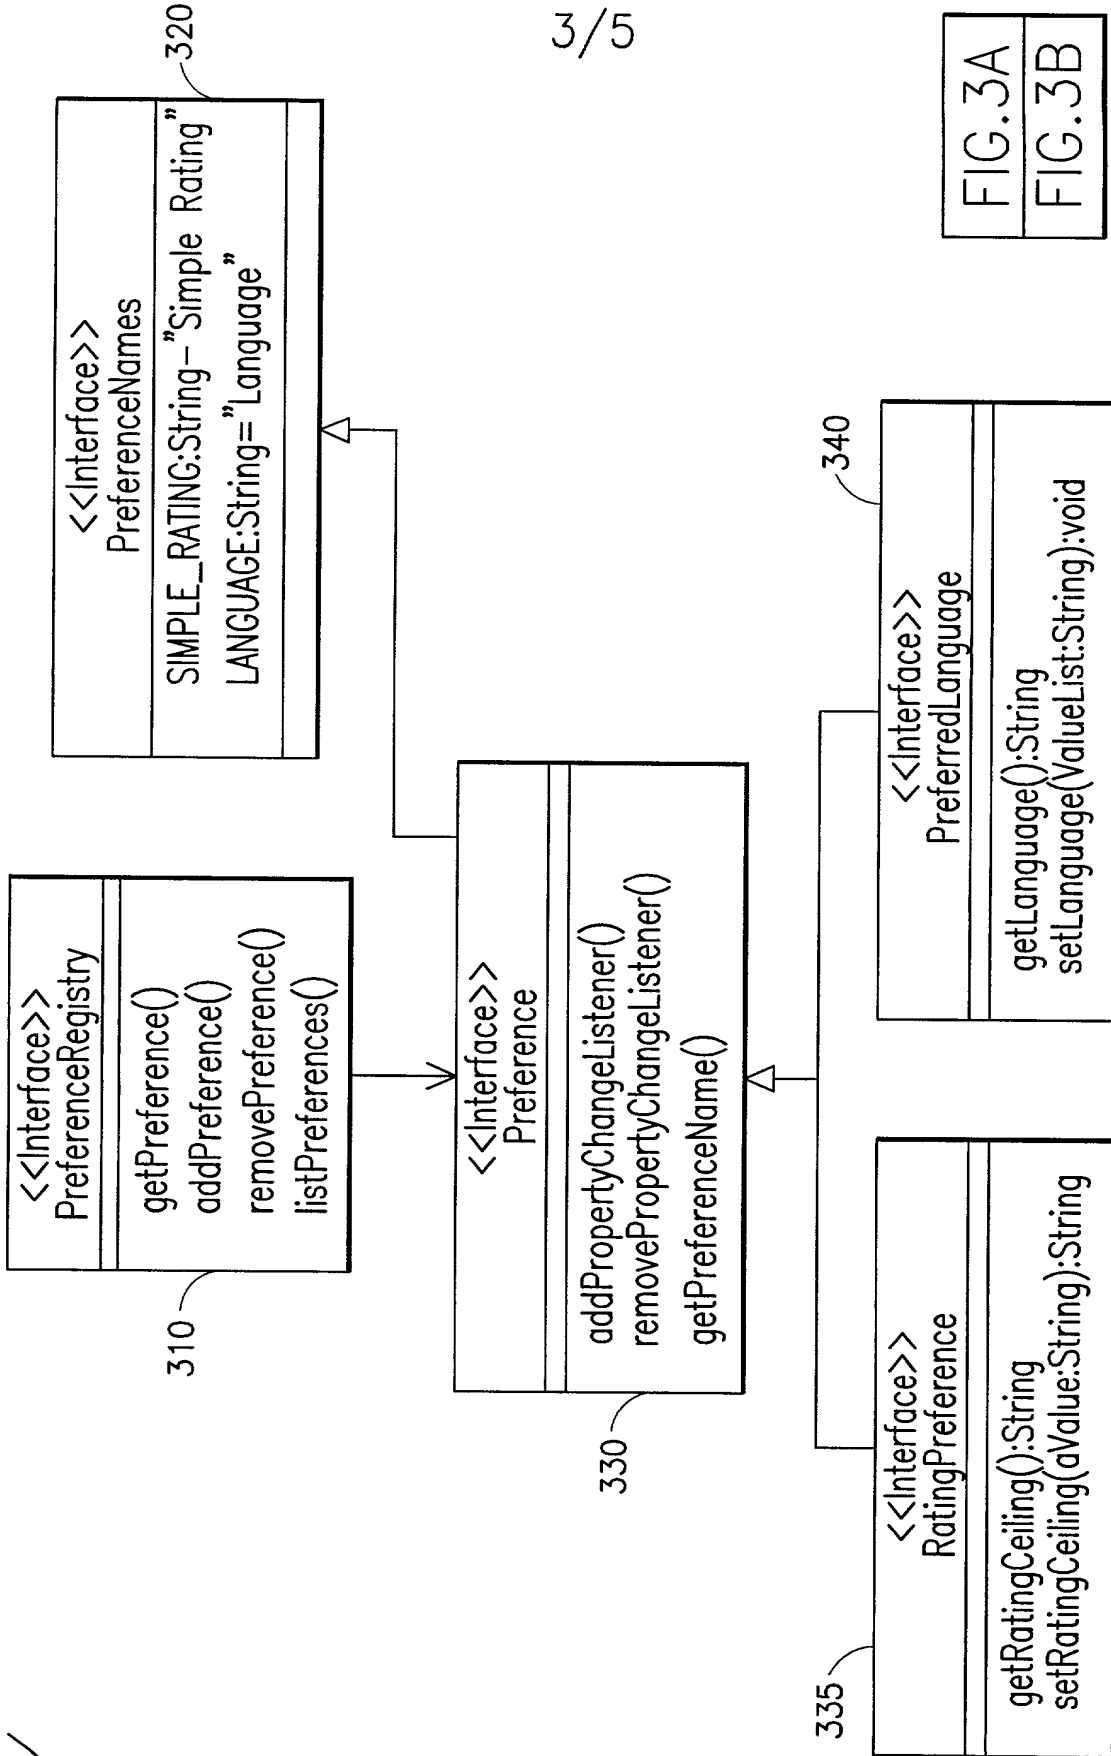 3/5
<<Interface>>
PreferenceRegistry
getPreference()
addPreference()
removePreference()
listPreferences()
310
<<Interface>>
PreferenceNames
SIMPLE_RATING:String-"Simple Rating"
LANGUAGE:String="Language"
320
<<Interface>>
Preference
addPropertyChangeListener()
removePropertyChangeListener()
getPreferenceName()
330
<<Interface>>
RatingPreference
getRatingCeiling():String
setRatingCeiling(aValue:String):String
335
<<Interface>>
PreferredLanguage
getLanguage():String
setLanguage(ValueList:String):void
340
FIG.3A
FIG.3B